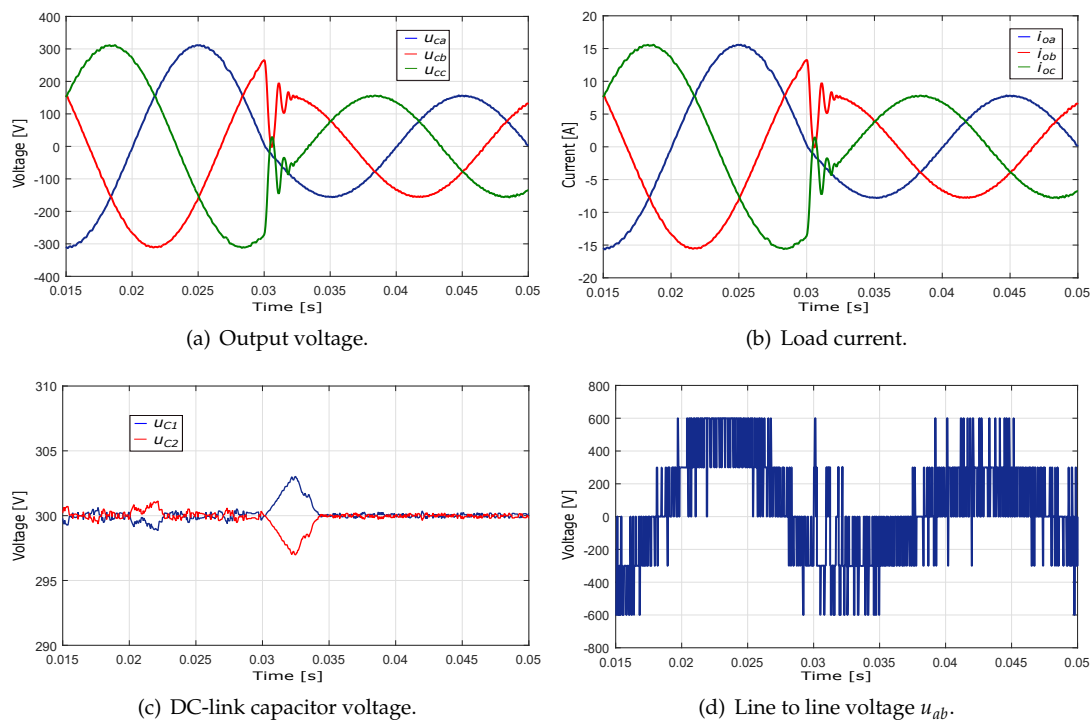 400
300
200
100
0
-100
-200
-300
-400
Voltage [V]
u_ca
u_cb
u_cc
0.015 0.02 0.025 0.03 0.035 0.04 0.045 0.05
Time [s]
(a) Output voltage.
20
15
10
5
0
-5
-10
-15
-20
Current [A]
i_oa
i_ob
i_oc
0.015 0.02 0.025 0.03 0.035 0.04 0.045 0.05
Time [s]
(b) Load current.
310
305
300
295
290
Voltage [V]
u_C1
u_C2
0.015 0.02 0.025 0.03 0.035 0.04 0.045 0.05
Time [s]
(c) DC-link capacitor voltage.
800
600
400
200
0
-200
-400
-600
-800
Voltage [V]
0.015 0.02 0.025 0.03 0.035 0.04 0.045 0.05
Time [s]
(d) Line to line voltage u_ab.